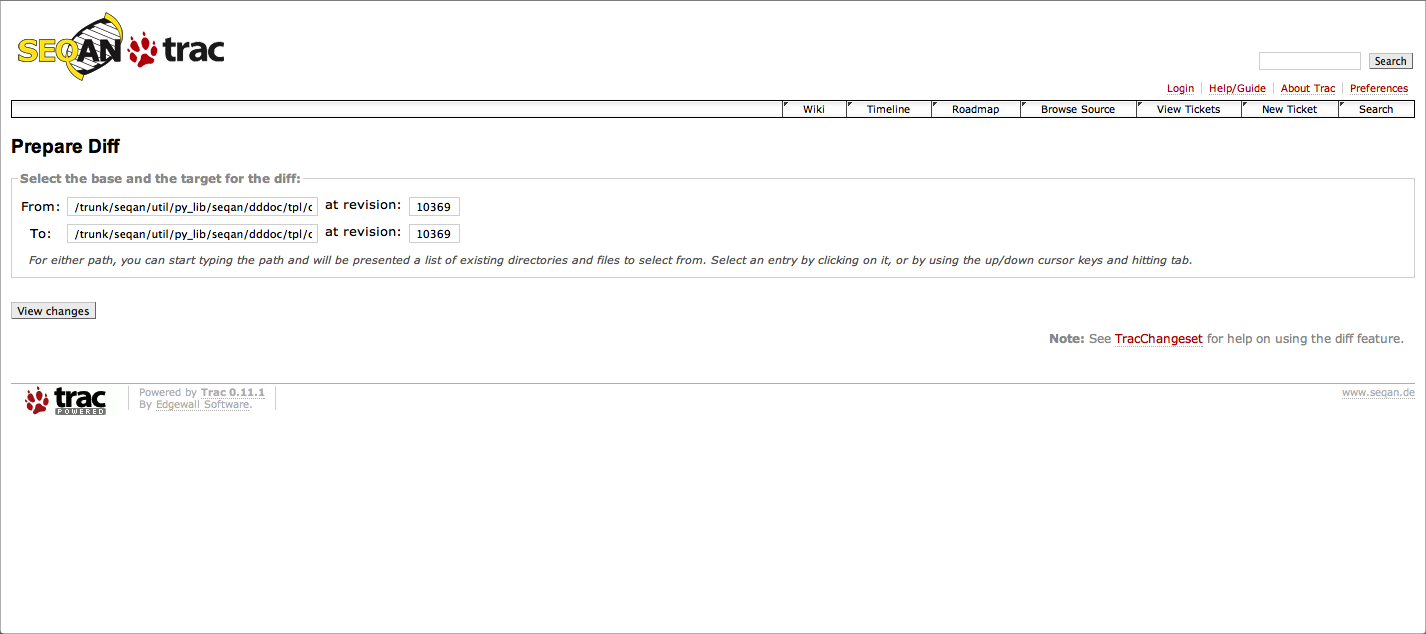 SEQAN trac
Search
Login Help/Guide About Trac Preferences
Wiki Timeline Roadmap Browse Source View Tickets New Ticket Search
Prepare Diff
Select the base and the target for the diff:
From: /trunk/seqan/util/py_lib/seqan/dddoc/tpl/c at revision: 10369
To: /trunk/seqan/util/py_lib/seqan/dddoc/tpl/c at revision: 10369
For either path, you can start typing the path and will be presented a list of existing directories and files to select from. Select an entry by clicking on it, or by using the up/down cursor keys and hitting tab.
View changes
Note: See TracChangeset for help on using the diff feature.
trac POWERED
Powered by Trac 0.11.1
By Edgewall Software.
www.seqan.de